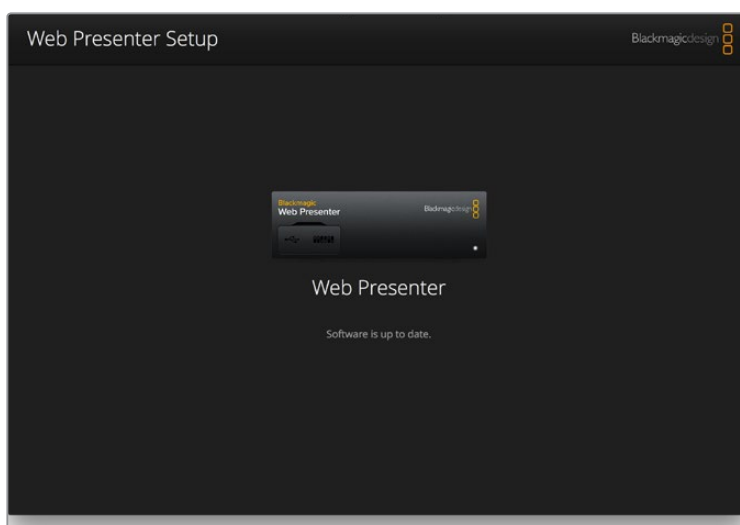 Web Presenter Setup
Blackmagicdesign
Blackmagic
Web Presenter
Blackmagicdesign
Web Presenter
Software is up to date.